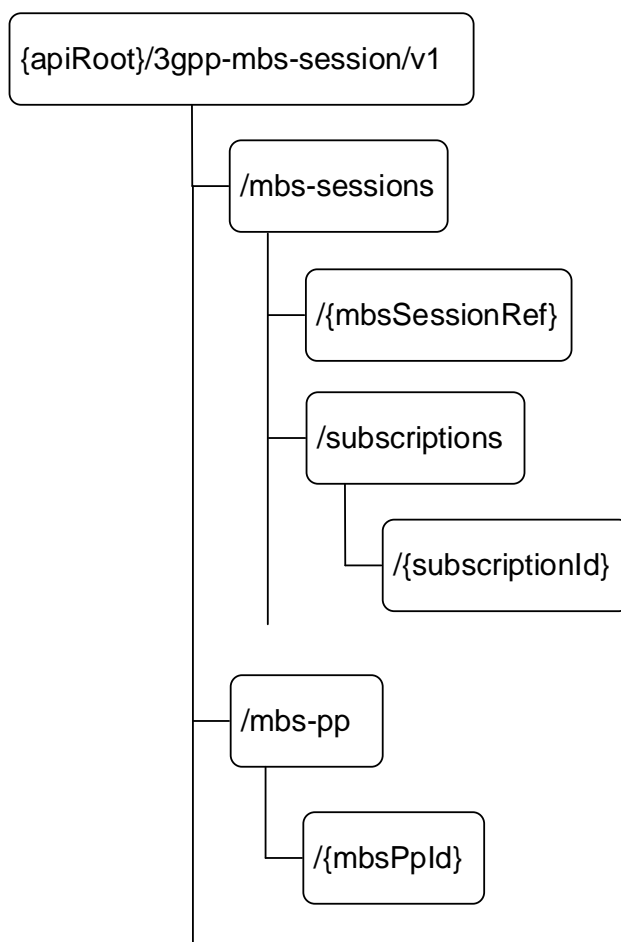 {apiRoot}/3gpp-mbs-session/v1
/mbs-sessions
/{mbsSessionRef}
/subscriptions
/{subscriptionId}
/mbs-pp
/{mbsPpId}